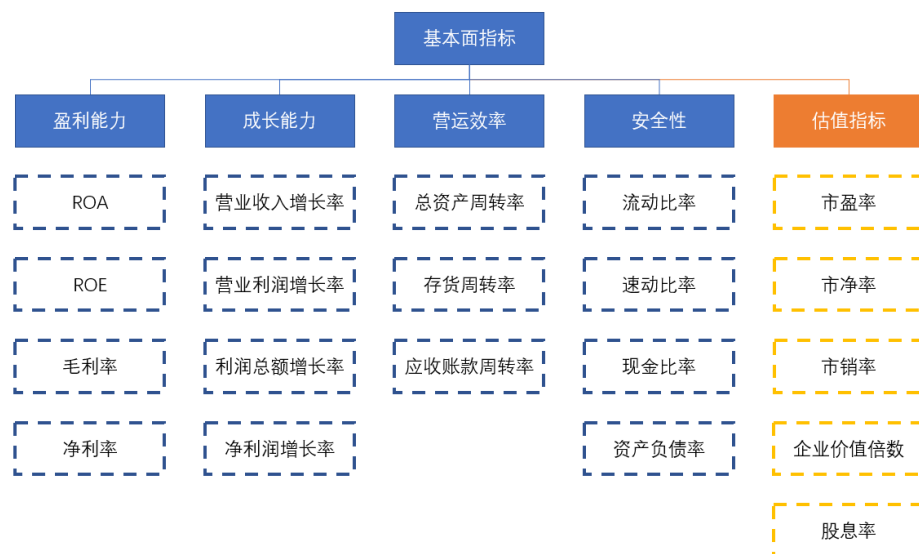 基本面指标
盈利能力
成长能力
营运效率
安全性
估值指标
ROA
营业收入增长率
总资产周转率
流动比率
市盈率
ROE
营业利润增长率
存货周转率
速动比率
市净率
毛利率
利润总额增长率
应收账款周转率
现金比率
市销率
净利率
净利润增长率
资产负债率
企业价值倍数
股息率